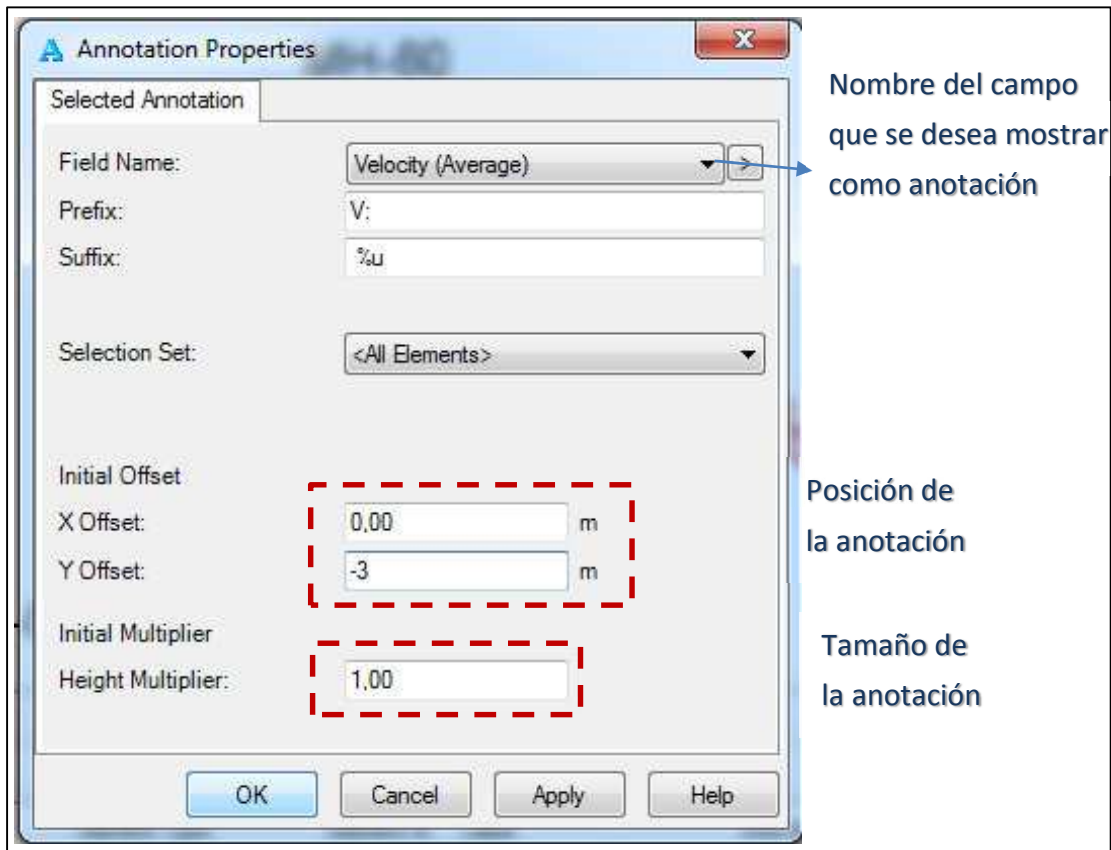 Annotation Properties
Selected Annotation
Field Name:
Velocity (Average)
>
Prefix:
V:
Suffix:
%u
Selection Set:
<All Elements>
Initial Offset
X Offset:
0,00
m
Y Offset:
-3
m
Initial Multiplier
Height Multiplier:
1,00
OK
Cancel
Apply
Help
Nombre del campo
que se desea mostrar
como anotación
Posición de
la anotación
Tamaño de
la anotación